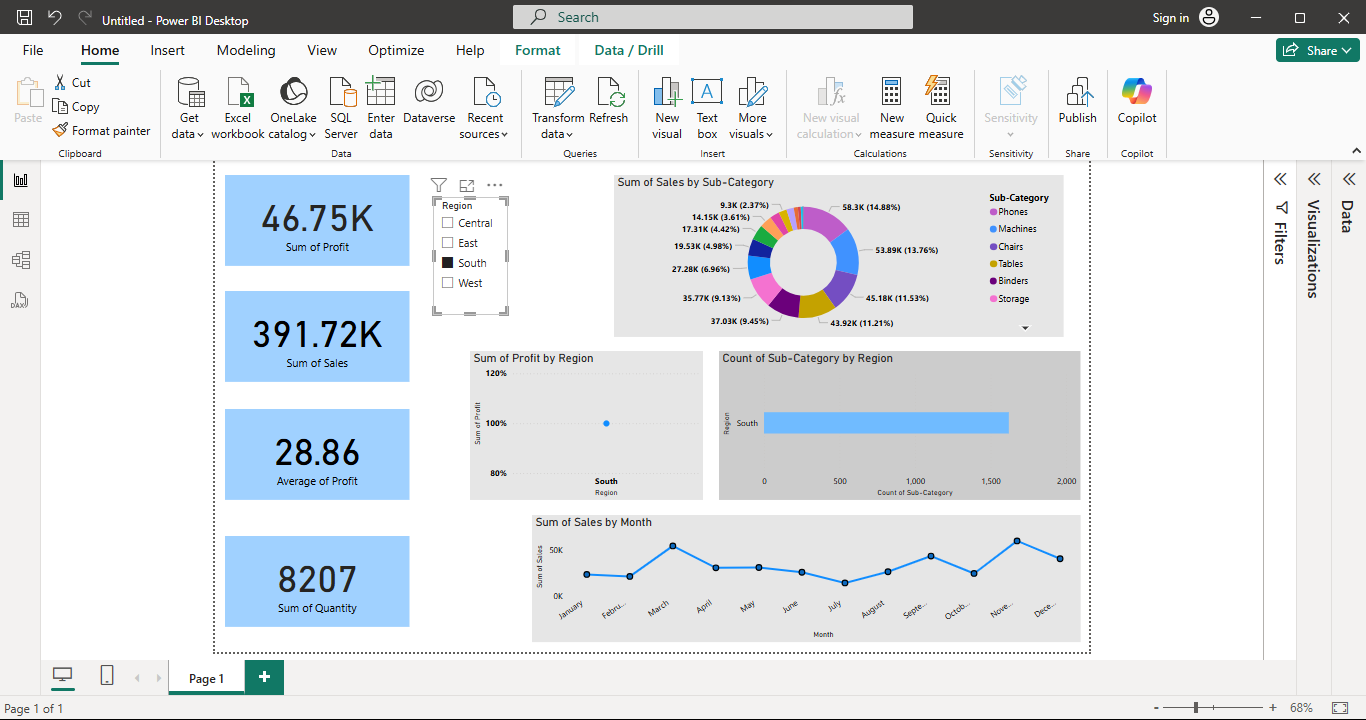 Untitled - Power BI Desktop
Search
Sign in
File
Home
Insert
Modeling
View
Optimize
Help
Format
Data / Drill
Share
Paste
Cut
Copy
Format painter
Clipboard
Get data
Excel workbook
OneLake catalog
SQL Server
Enter data
Dataverse
Recent sources
Data
Transform data
Refresh
Queries
New visual
Text box
More visuals
Insert
New visual calculation
New measure
Quick measure
Calculations
Sensitivity
Sensitivity
Publish
Share
Copilot
Copilot
DAX
46.75K
Sum of Profit
391.72K
Sum of Sales
28.86
Average of Profit
8207
Sum of Quantity
Region
Central
East
South
West
Sum of Sales by Sub-Category
9.3K (2.37%)
14.15K (3.61%)
17.31K (4.42%)
19.53K (4.98%)
27.28K (6.96%)
35.77K (9.13%)
37.03K (9.45%)
58.3K (14.88%)
53.89K (13.76%)
45.18K (11.53%)
43.92K (11.21%)
Sub-Category
Phones
Machines
Chairs
Tables
Binders
Storage
Sum of Profit by Region
Sum of Profit
120%
100%
80%
South
Region
Count of Sub-Category by Region
Region
South
0
500
1,000
1,500
2,000
Count of Sub-Category
Sum of Sales by Month
Sum of Sales
50K
0K
January
Febru...
March
April
May
June
July
August
Septe...
Octob...
Nove...
Dece...
Month
Filters
Visualizations
Data
Page 1
+
Page 1 of 1
-
+
68%